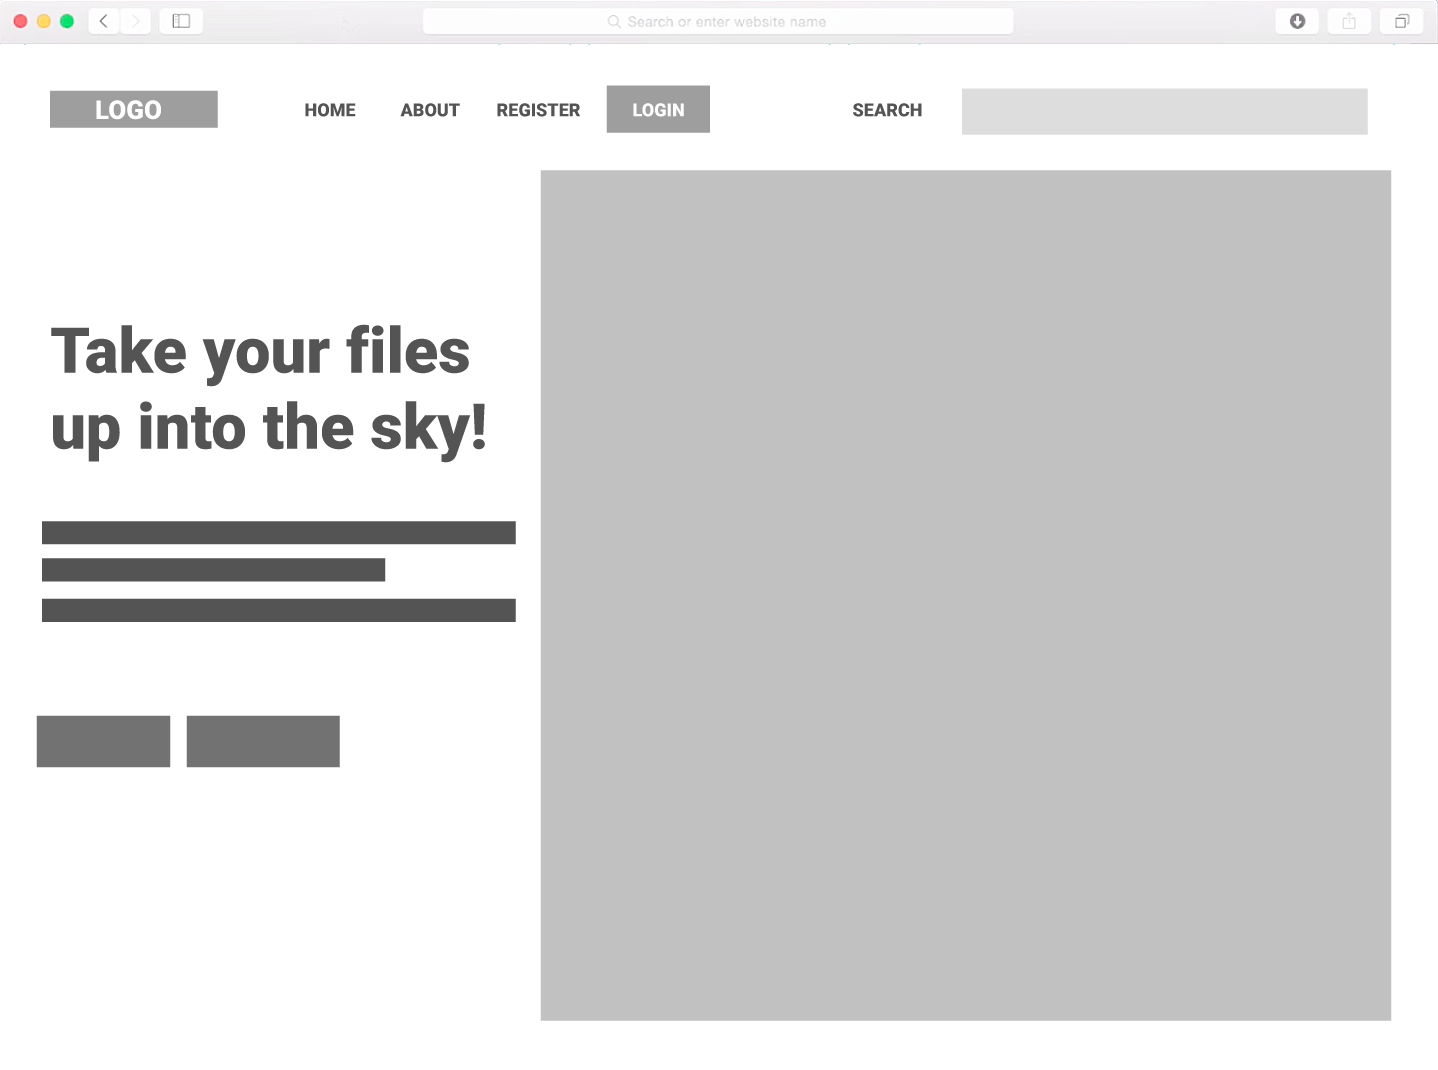 Search or enter website name
LOGO
HOME
ABOUT
REGISTER
LOGIN
SEARCH
Take your files
up into the sky!